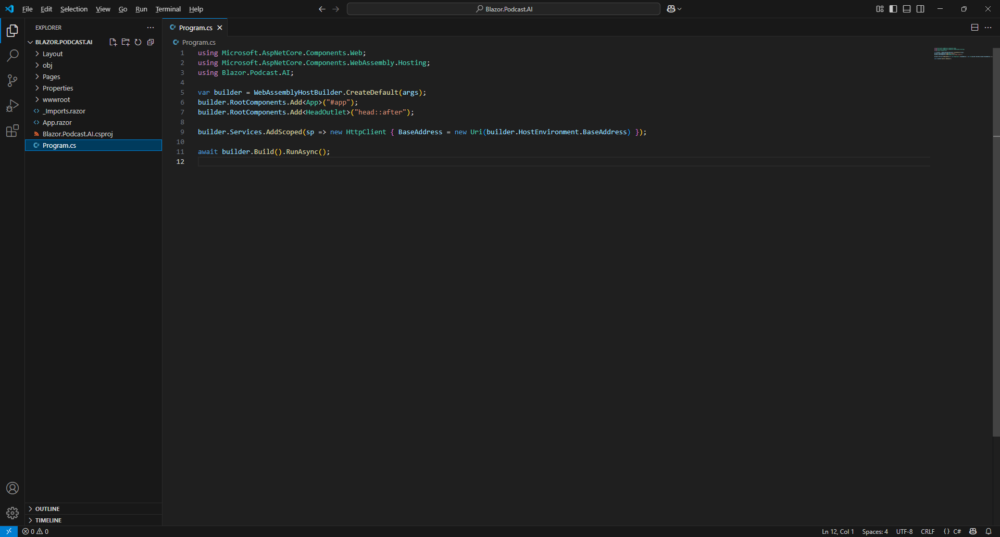 File Edit Selection View Go Run Terminal Help
Blazor.Podcast.AI
EXPLORER
BLAZOR.PODCAST.AI
Layout
obj
Pages
Properties
wwwroot
_Imports.razor
App.razor
Blazor.Podcast.AI.csproj
Program.cs
OUTLINE
TIMELINE
Program.cs
Program.cs
1 using Microsoft.AspNetCore.Components.Web;
2 using Microsoft.AspNetCore.Components.WebAssembly.Hosting;
3 using Blazor.Podcast.AI;
4
5 var builder = WebAssemblyHostBuilder.CreateDefault(args);
6 builder.RootComponents.Add<App>("#app");
7 builder.RootComponents.Add<HeadOutlet>("head::after");
8
9 builder.Services.AddScoped(sp => new HttpClient { BaseAddress = new Uri(builder.HostEnvironment.BaseAddress) });
10
11 await builder.Build().RunAsync();
12
0 0
Ln 12, Col 1 Spaces: 4 UTF-8 CRLF {} C#